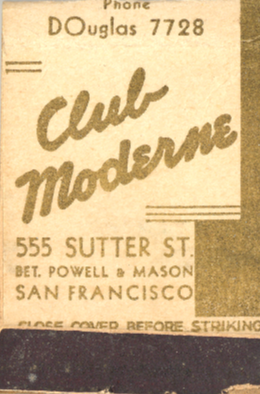 Phone
DOuglas 7728
Club
Moderne
555 SUTTER ST.
BET. POWELL & MASON
SAN FRANCISCO
CLOSE COVER BEFORE STRIKING